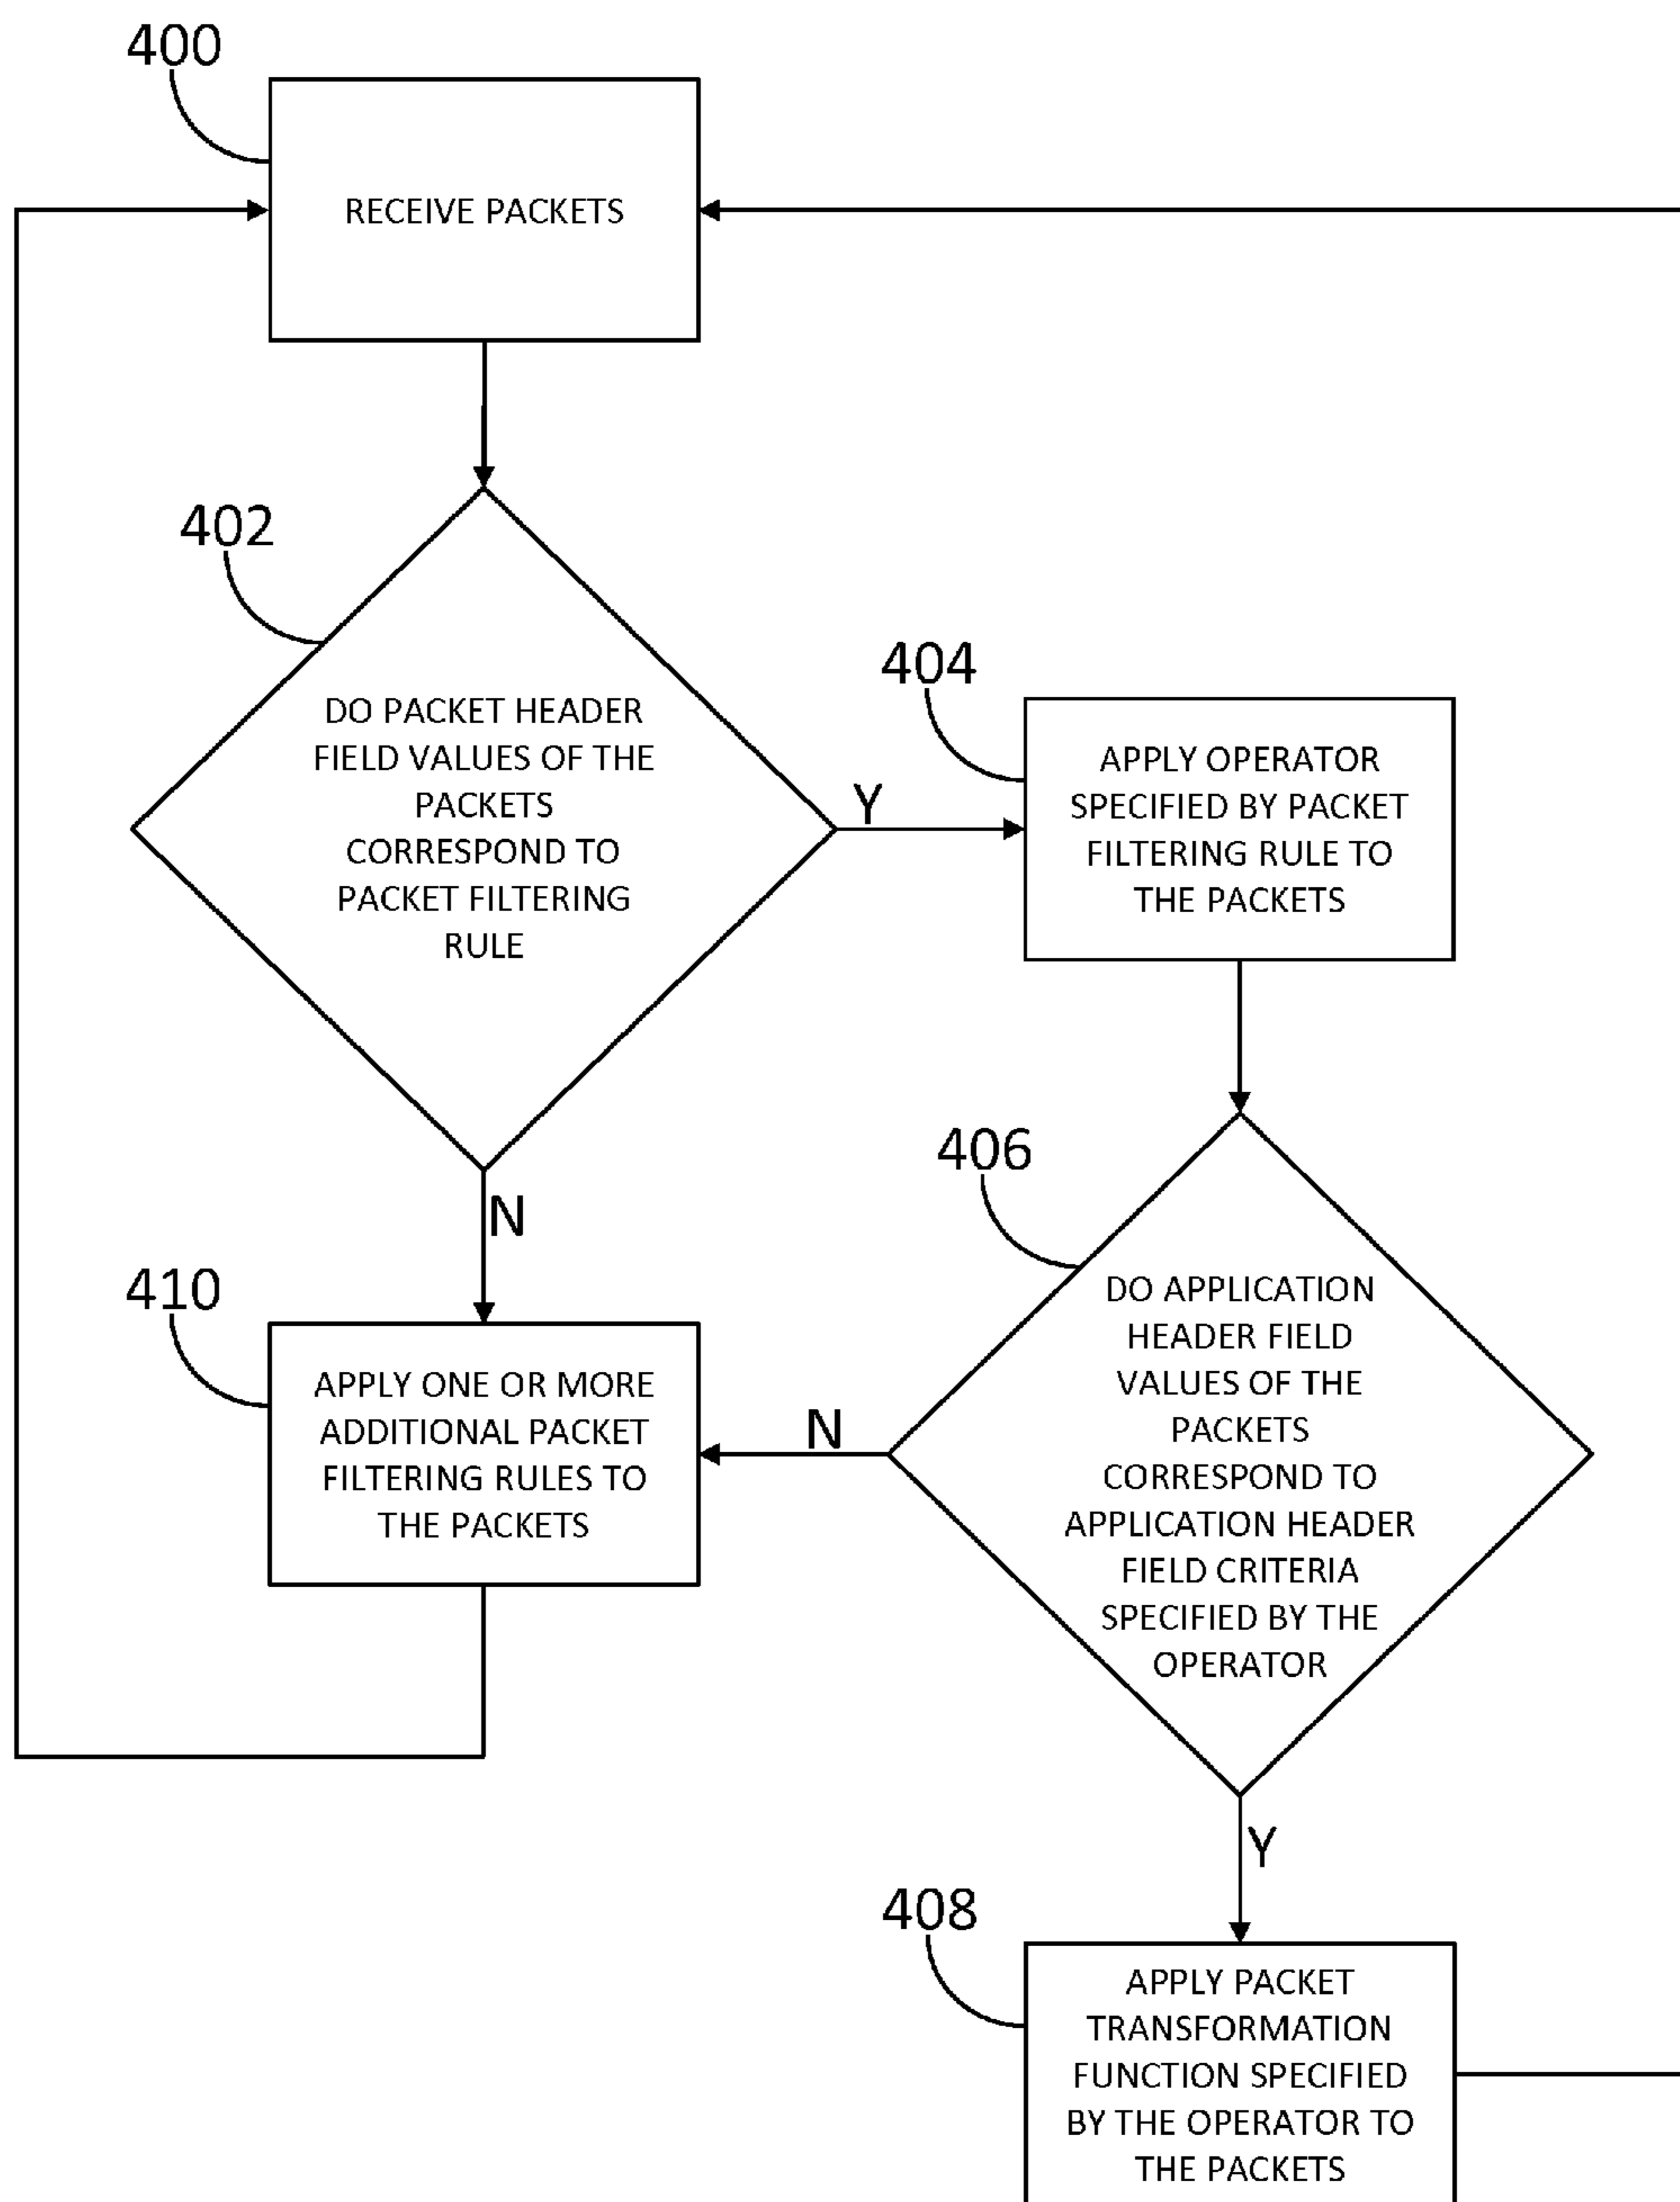 400
RECEIVE PACKETS
402
DO PACKET HEADER
FIELD VALUES OF THE
PACKETS
CORRESPOND TO
PACKET FILTERING
RULE
Y
404
APPLY OPERATOR
SPECIFIED BY PACKET
FILTERING RULE TO
THE PACKETS
N
406
DO APPLICATION
HEADER FIELD
VALUES OF THE
PACKETS
CORRESPOND TO
APPLICATION HEADER
FIELD CRITERIA
SPECIFIED BY THE
OPERATOR
410
APPLY ONE OR MORE
ADDITIONAL PACKET
FILTERING RULES TO
THE PACKETS
N
Y
408
APPLY PACKET
TRANSFORMATION
FUNCTION SPECIFIED
BY THE OPERATOR TO
THE PACKETS